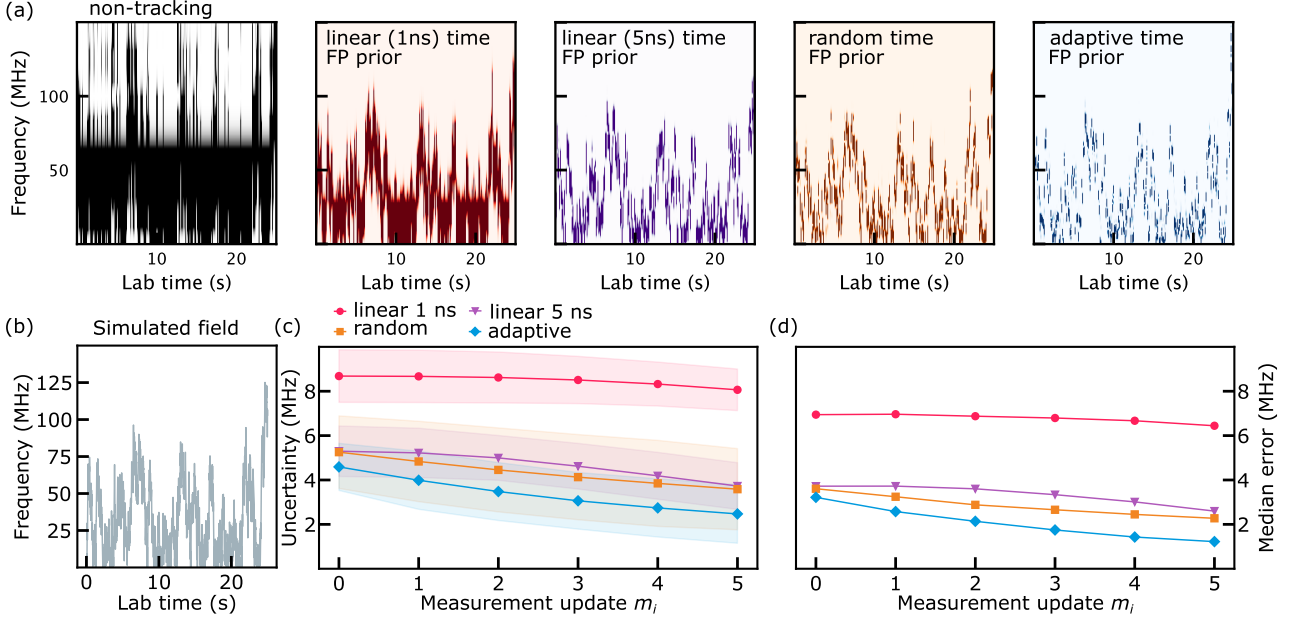 (a)
non-tracking
linear (1ns) time
FP prior
linear (5ns) time
FP prior
random time
FP prior
adaptive time
FP prior
Frequency (MHz)
100
50
10
20
Lab time (s)
10
20
Lab time (s)
10
20
Lab time (s)
10
20
Lab time (s)
10
20
Lab time (s)
(b)
Simulated field
Frequency (MHz)
125
100
75
50
25
0
10
20
Lab time (s)
(c)
linear 1 ns
linear 5 ns
random
adaptive
Uncertainty (MHz)
8
6
4
2
0
1
2
3
4
5
Measurement update mᵢ
(d)
8
6
4
2
Median error (MHz)
0
1
2
3
4
5
Measurement update mᵢ